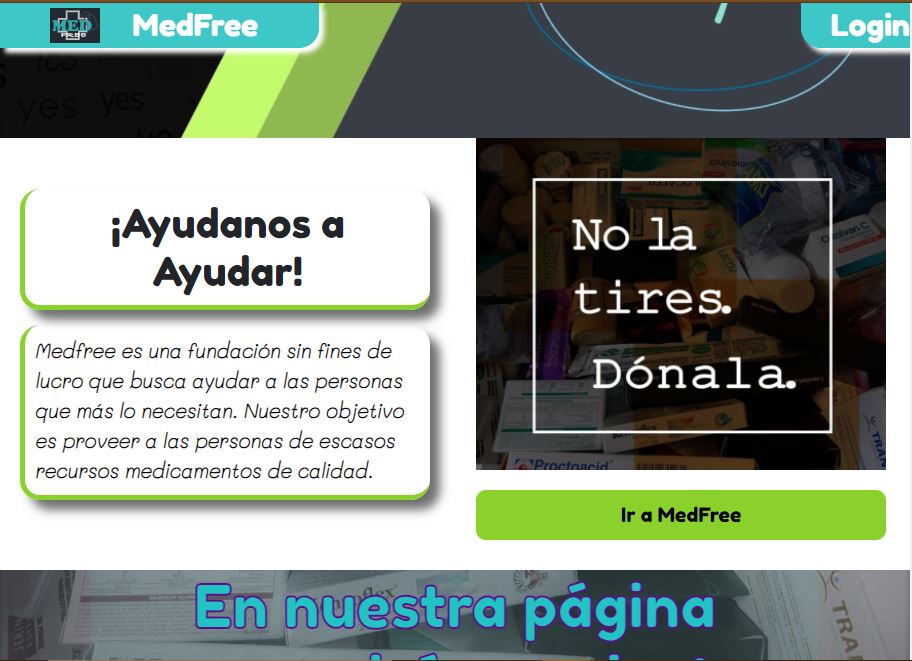 MED
FREE
MedFree
Login
yes
yes
¡Ayudanos a
Ayudar!
Medfree es una fundación sin fines de
lucro que busca ayudar a las personas
que más lo necesitan. Nuestro objetivo
es proveer a las personas de escasos
recursos medicamentos de calidad.
No la
tires.
Dónala.
Proctoacid
Ir a MedFree
En nuestra página